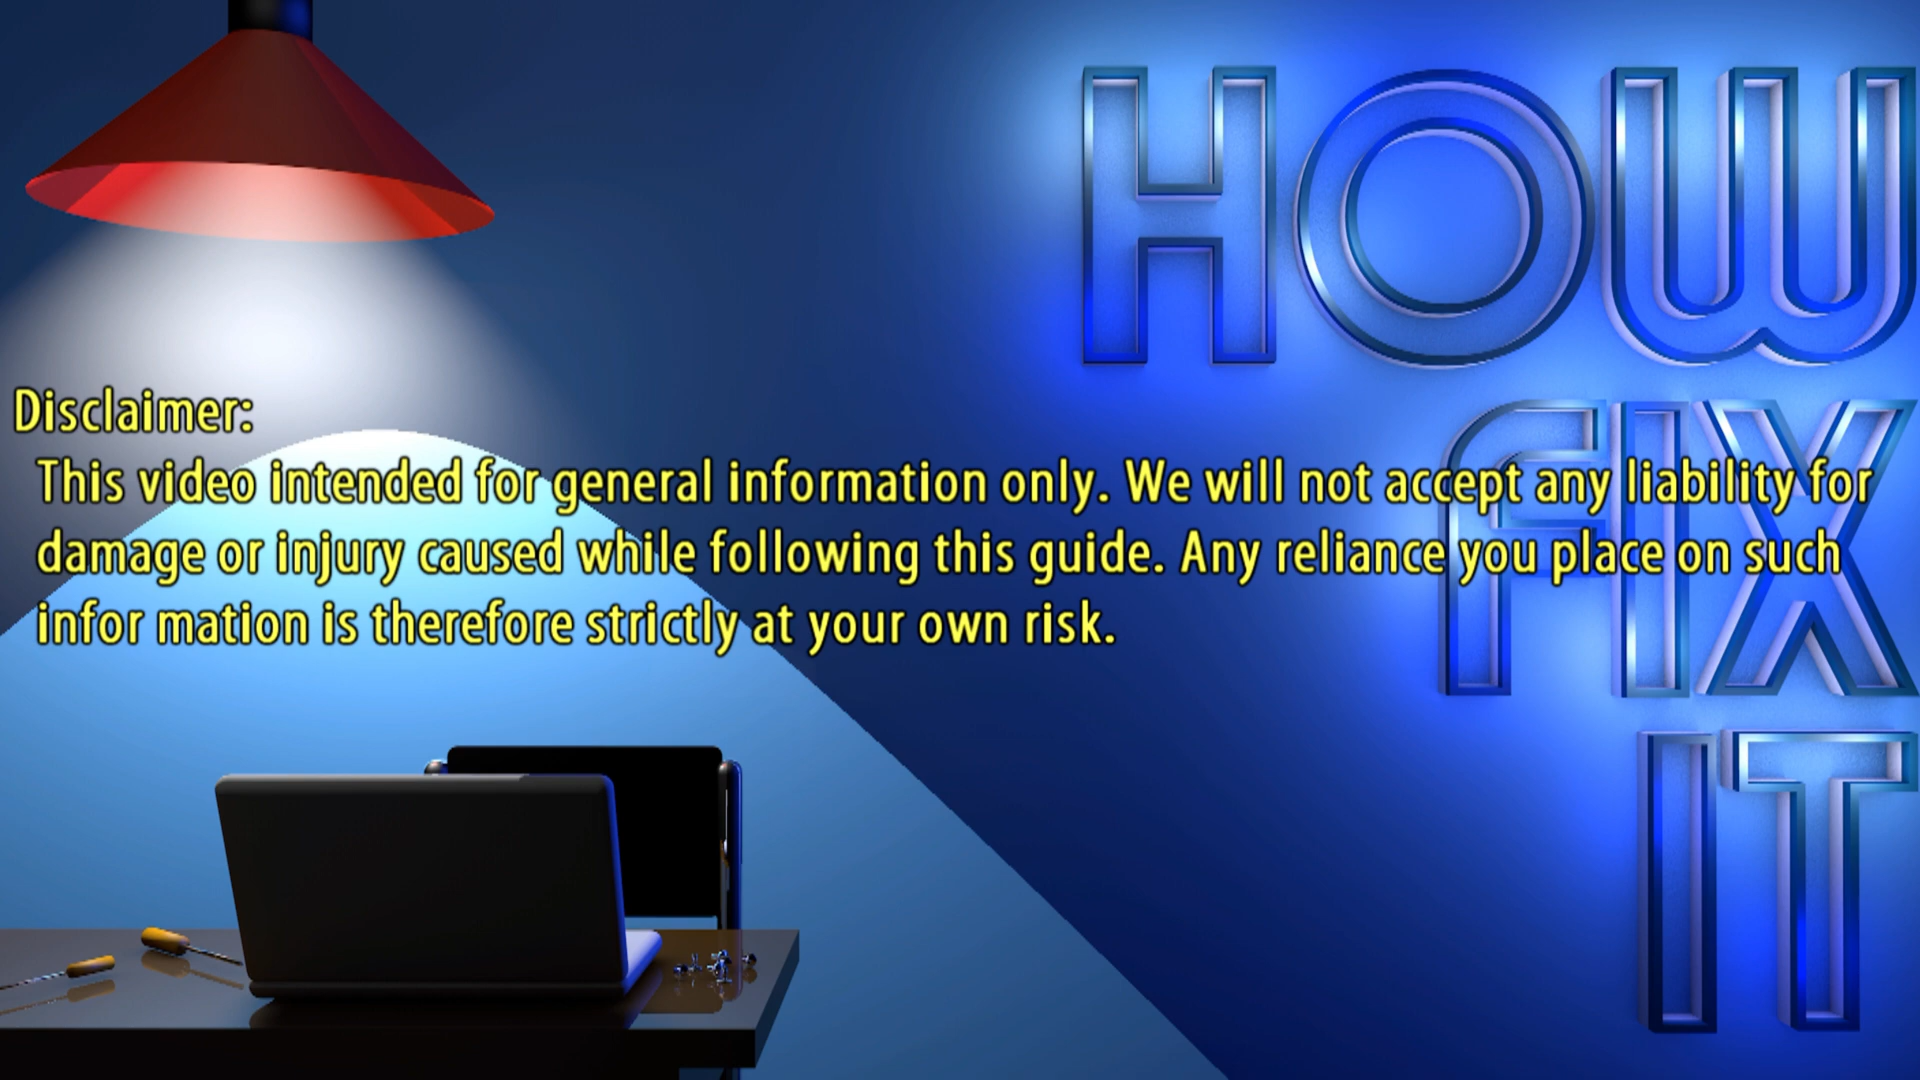 HOW
FIX
IT
Disclaimer:
This video intended for general information only. We will not accept any liability for
damage or injury caused while following this guide. Any reliance you place on such
infor mation is therefore strictly at your own risk.